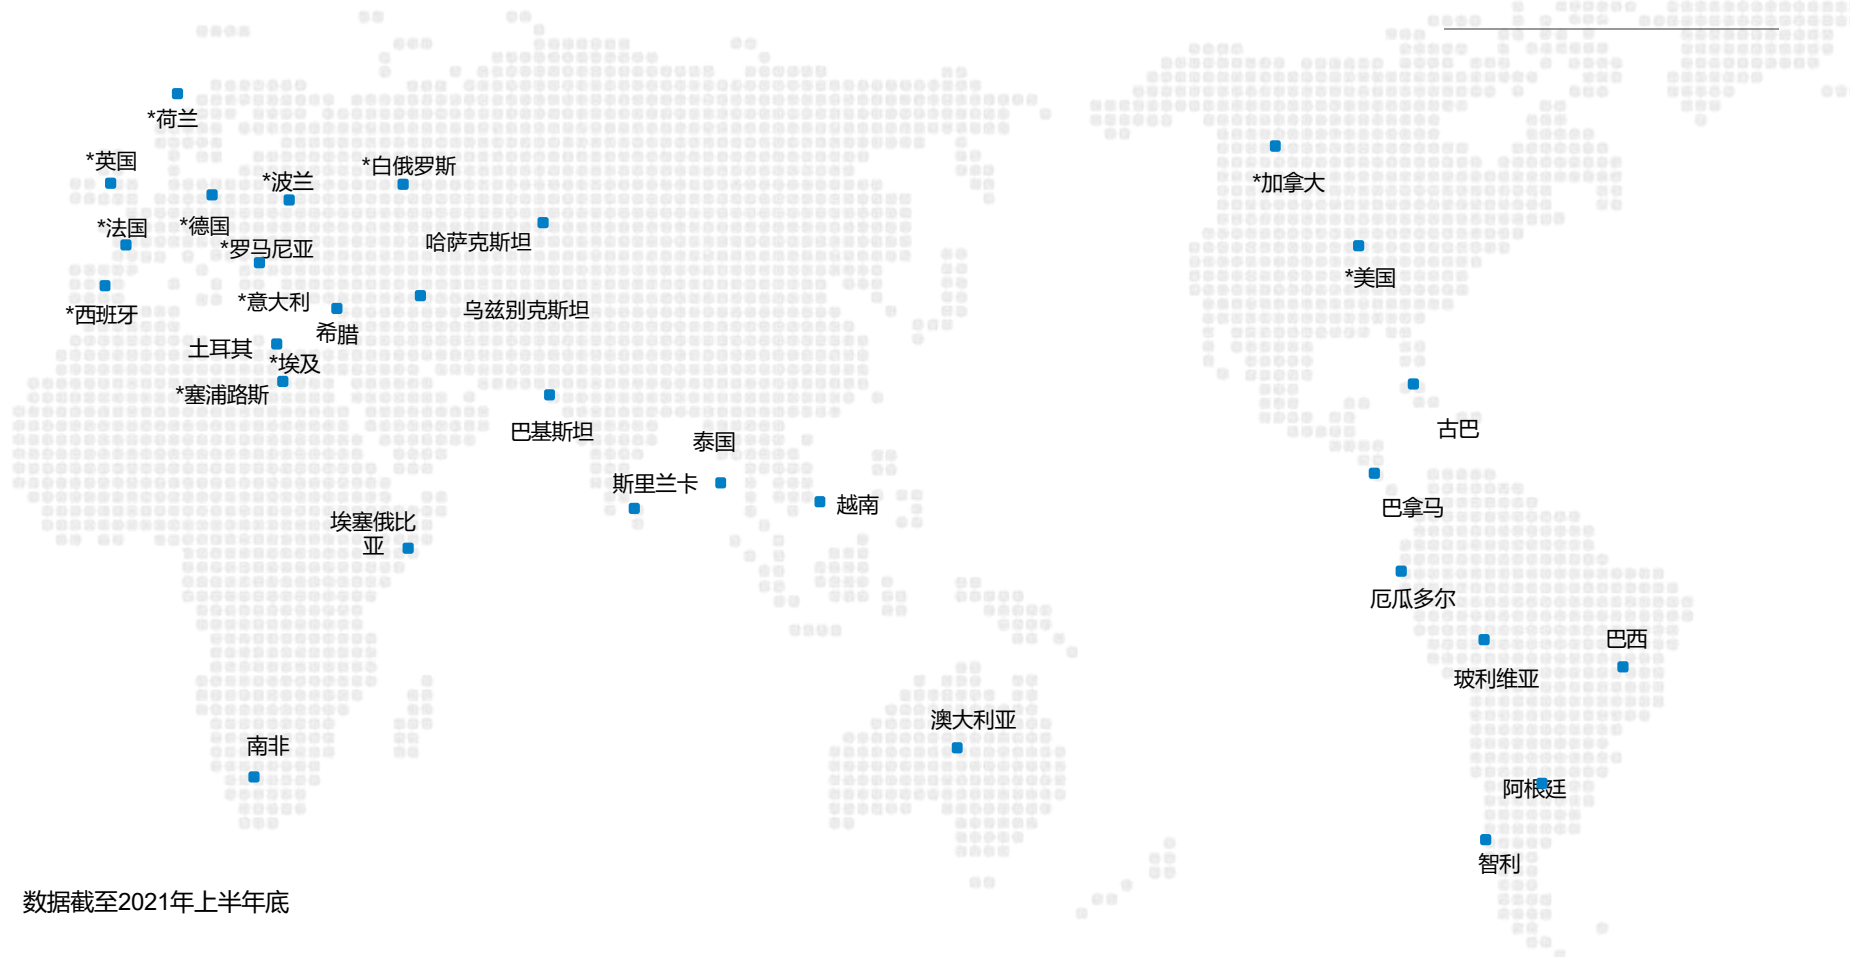 *荷兰
*英国
*白俄罗斯
*波兰
*加拿大
*法国
*德国
*罗马尼亚
哈萨克斯坦
*美国
*意大利
*西班牙
乌兹别克斯坦
希腊
土耳其
*埃及
*塞浦路斯
巴基斯坦
泰国
古巴
斯里兰卡
越南
巴拿马
埃塞俄比
亚
厄瓜多尔
巴西
玻利维亚
澳大利亚
南非
阿根廷
智利
数据截至2021年上半年底